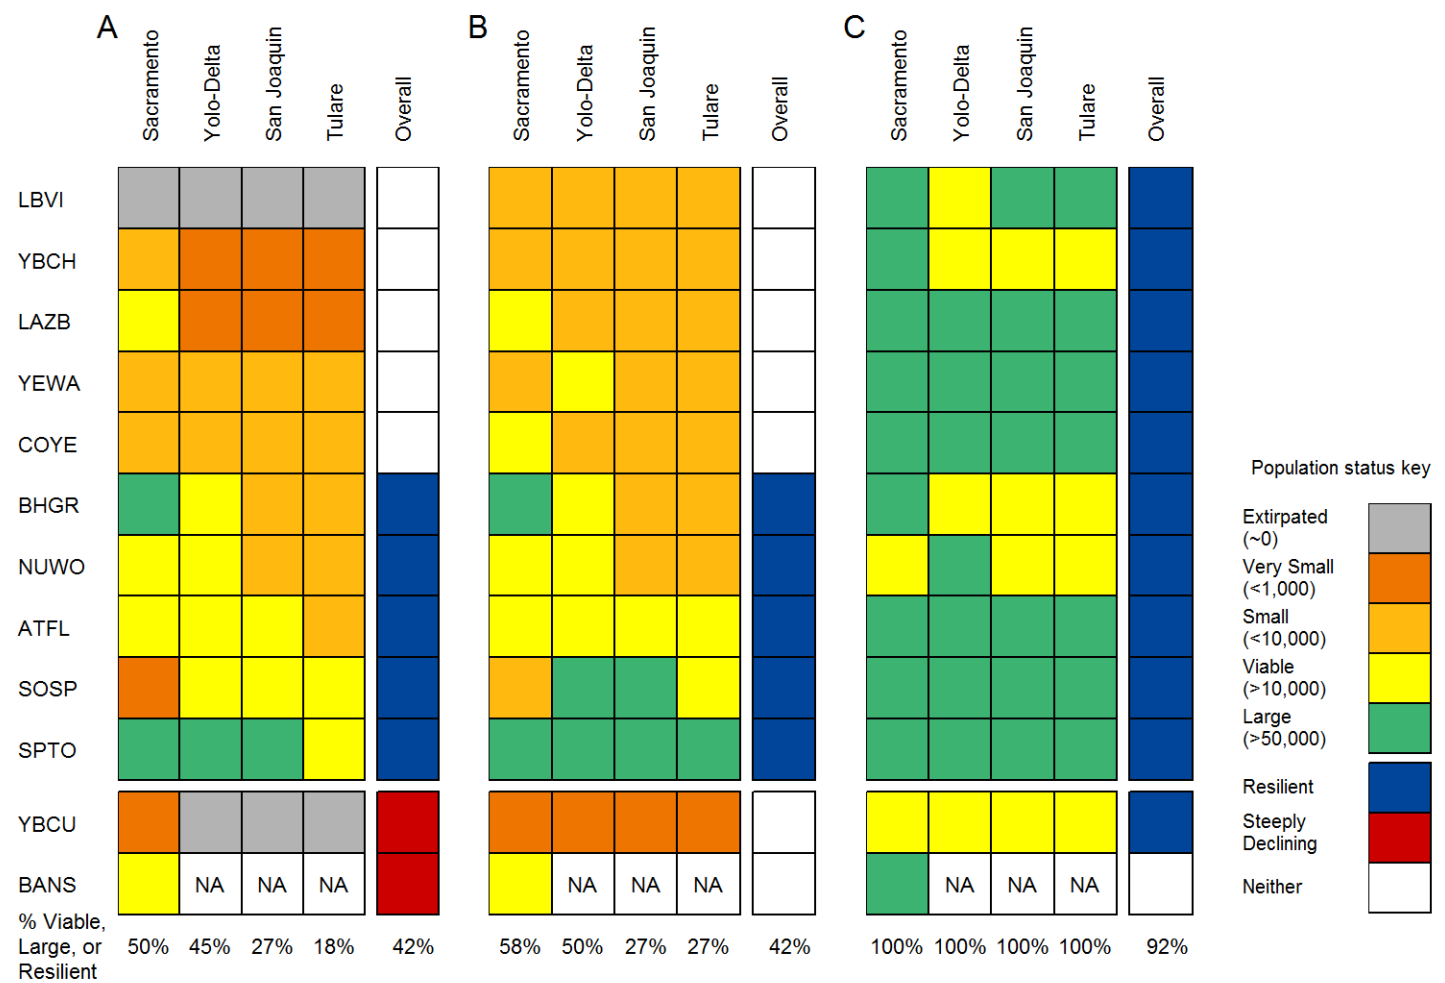 A
Sacramento
Yolo-Delta
San Joaquin
Tulare
Overall
B
Sacramento
Yolo-Delta
San Joaquin
Tulare
Overall
C
Sacramento
Yolo-Delta
San Joaquin
Tulare
Overall
LBVI
YBCH
LAZB
YEWA
COYE
BHGR
NUWO
ATFL
SOSP
SPTO
YBCU
BANS
NA NA NA
NA NA NA
NA NA NA
% Viable,
Large, or
Resilient
50% 45% 27% 18% 42%
58% 50% 27% 27% 42%
100% 100% 100% 100% 92%
Population status key
Extirpated
(~0)
Very Small
(<1,000)
Small
(<10,000)
Viable
(>10,000)
Large
(>50,000)
Resilient
Steeply
Declining
Neither